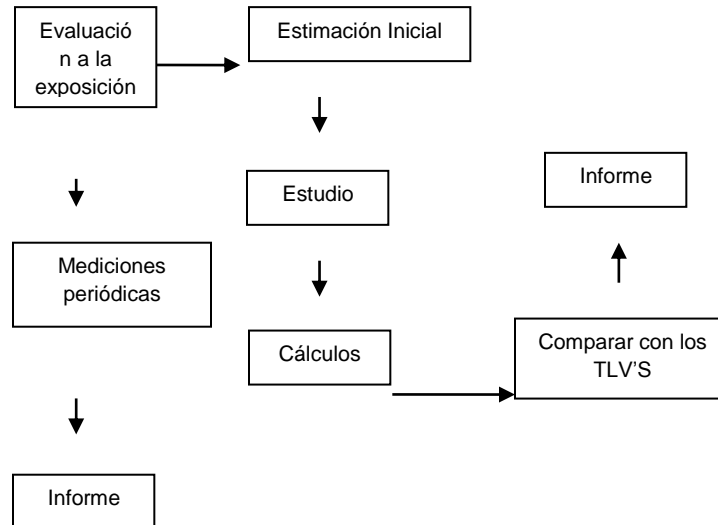 Evaluació
n a la
exposición
Estimación Inicial
Estudio
Informe
Mediciones
periódicas
Cálculos
Comparar con los
TLV'S
Informe